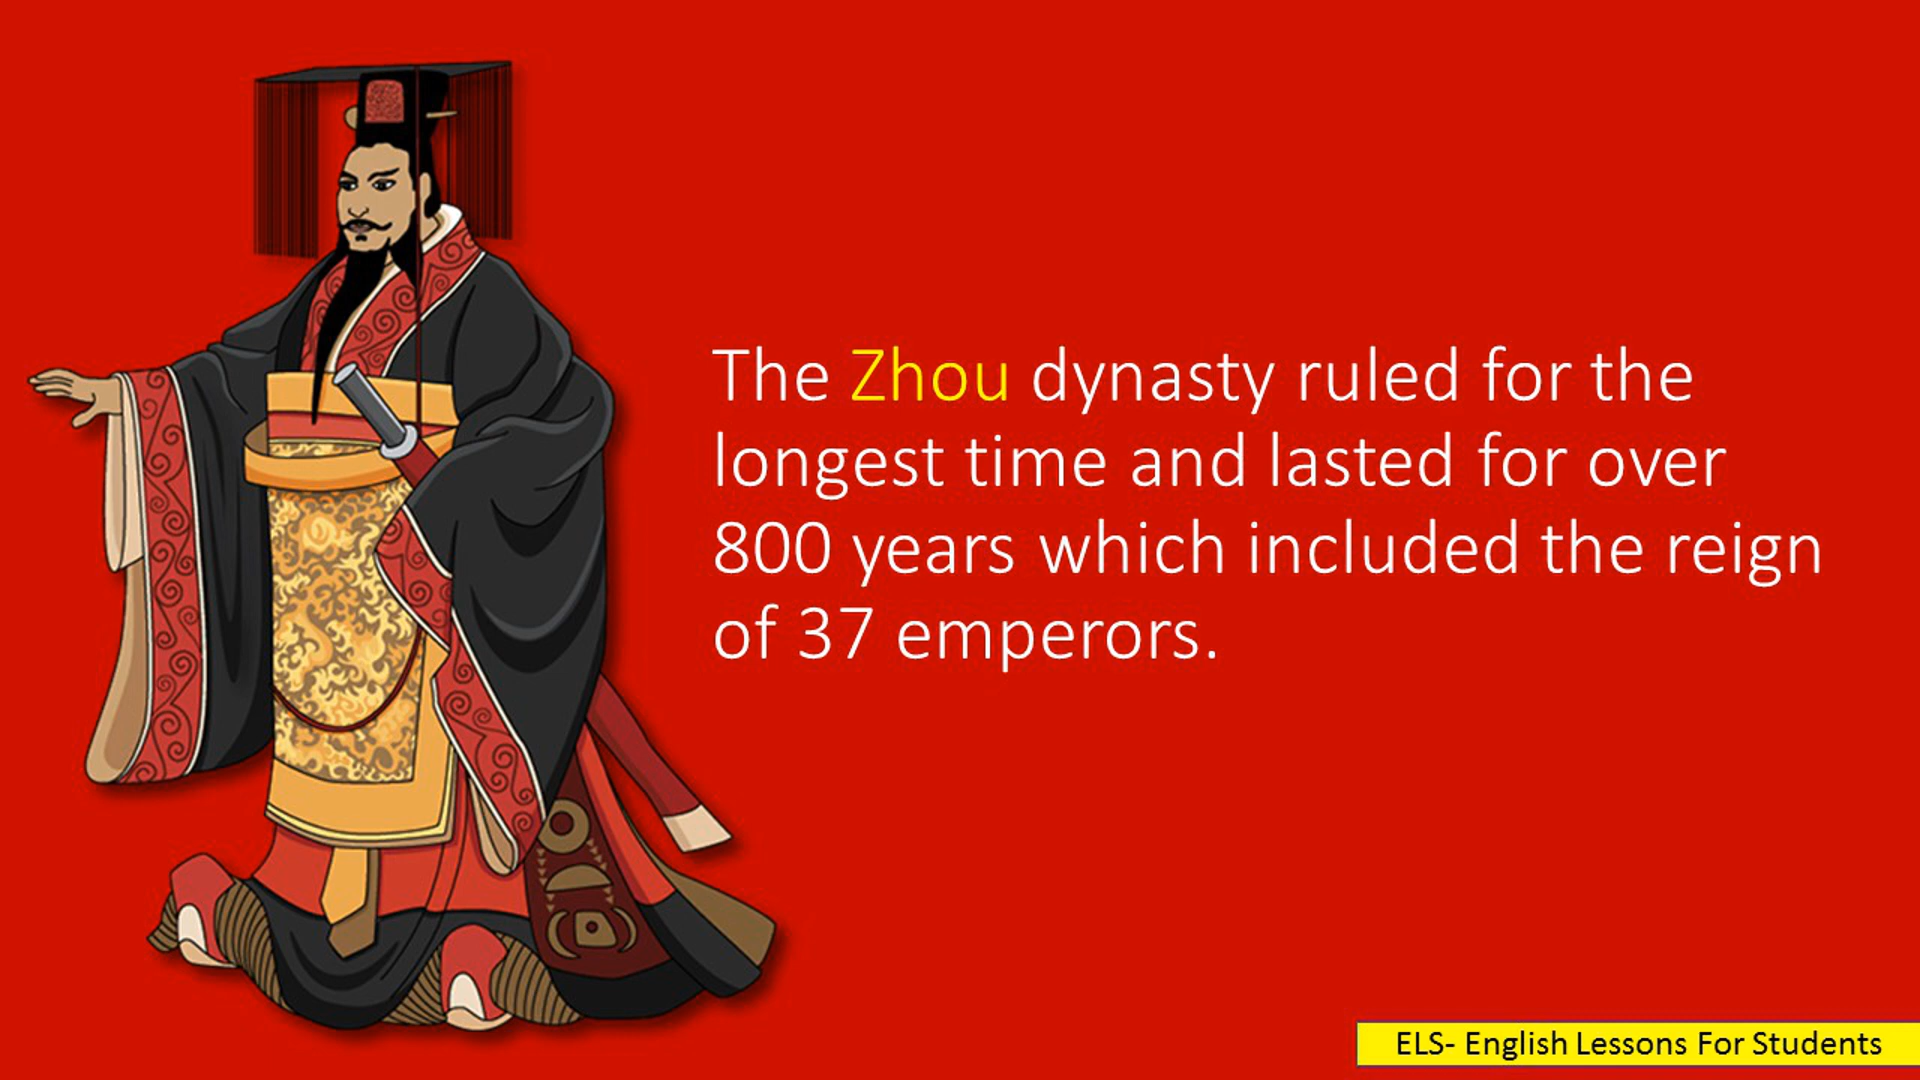 The Zhou dynasty ruled for the
longest time and lasted for over
800 years which included the reign
of 37 emperors.
ELS- English Lessons For Students